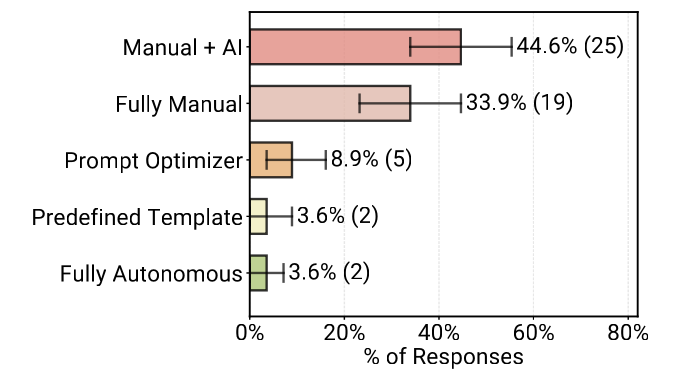 Manual + AI 44.6% (25)
Fully Manual 33.9% (19)
Prompt Optimizer 8.9% (5)
Predefined Template 3.6% (2)
Fully Autonomous 3.6% (2)
0% 20% 40% 60% 80%
% of Responses